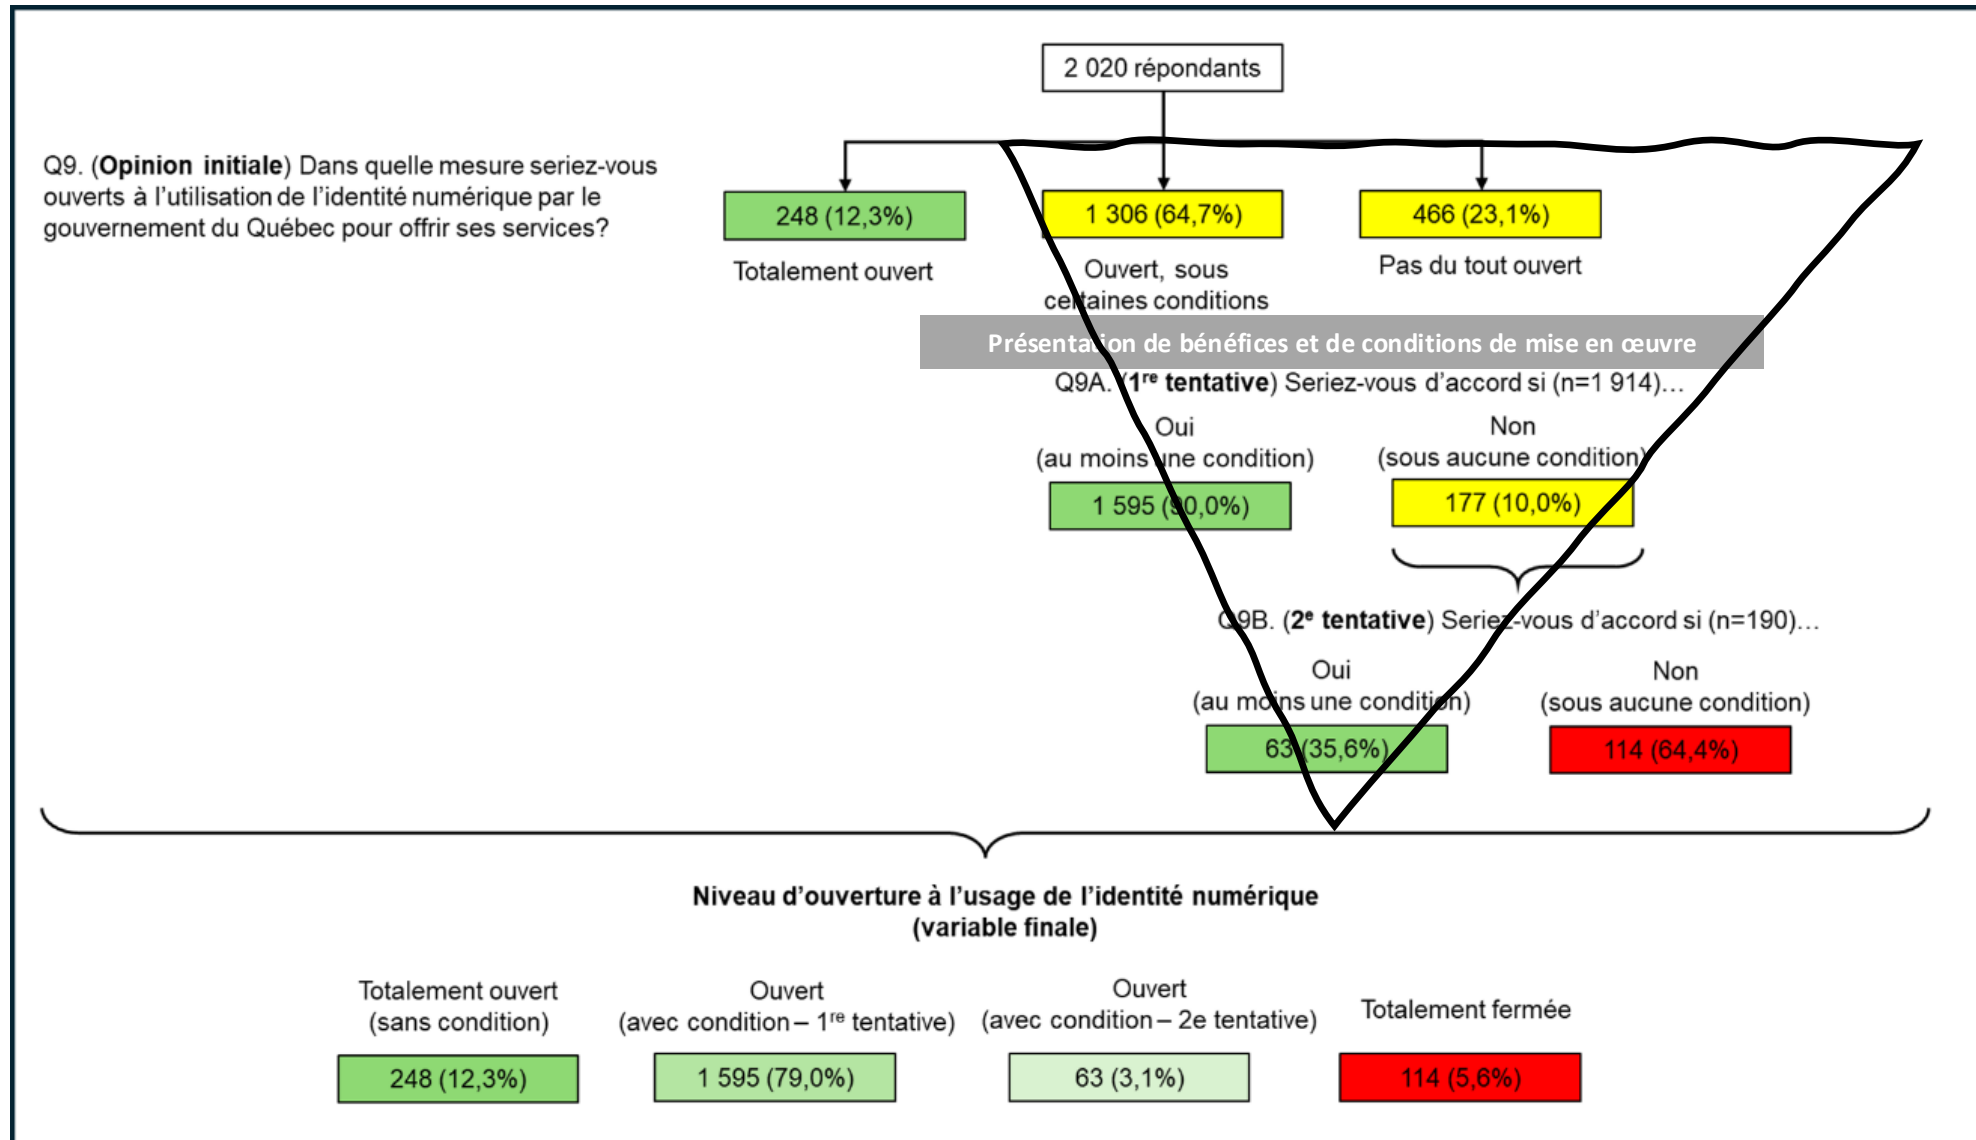 2 020 répondants
Q9. (Opinion initiale) Dans quelle mesure seriez-vous
ouverts à l'utilisation de l'identité numérique par le
gouvernement du Québec pour offrir ses services?
248 (12,3%)
1 306 (64,7%)
466 (23,1%)
Totalement ouvert
Ouvert, sous
certaines conditions
Pas du tout ouvert
Présentation de bénéfices et de conditions de mise en œuvre
Q9A. (1re tentative) Seriez-vous d'accord si (n=1 914)…
Oui
(au moins une condition)
Non
(sous aucune condition)
1 595 (90,0%)
177 (10,0%)
Q9B. (2e tentative) Seriez-vous d'accord si (n=190)…
Oui
(au moins une condition)
Non
(sous aucune condition)
63 (35,6%)
114 (64,4%)
Niveau d'ouverture à l'usage de l'identité numérique
(variable finale)
Totalement ouvert
(sans condition)
Ouvert
(avec condition – 1re tentative)
Ouvert
(avec condition – 2e tentative)
Totalement fermée
248 (12,3%)
1 595 (79,0%)
63 (3,1%)
114 (5,6%)